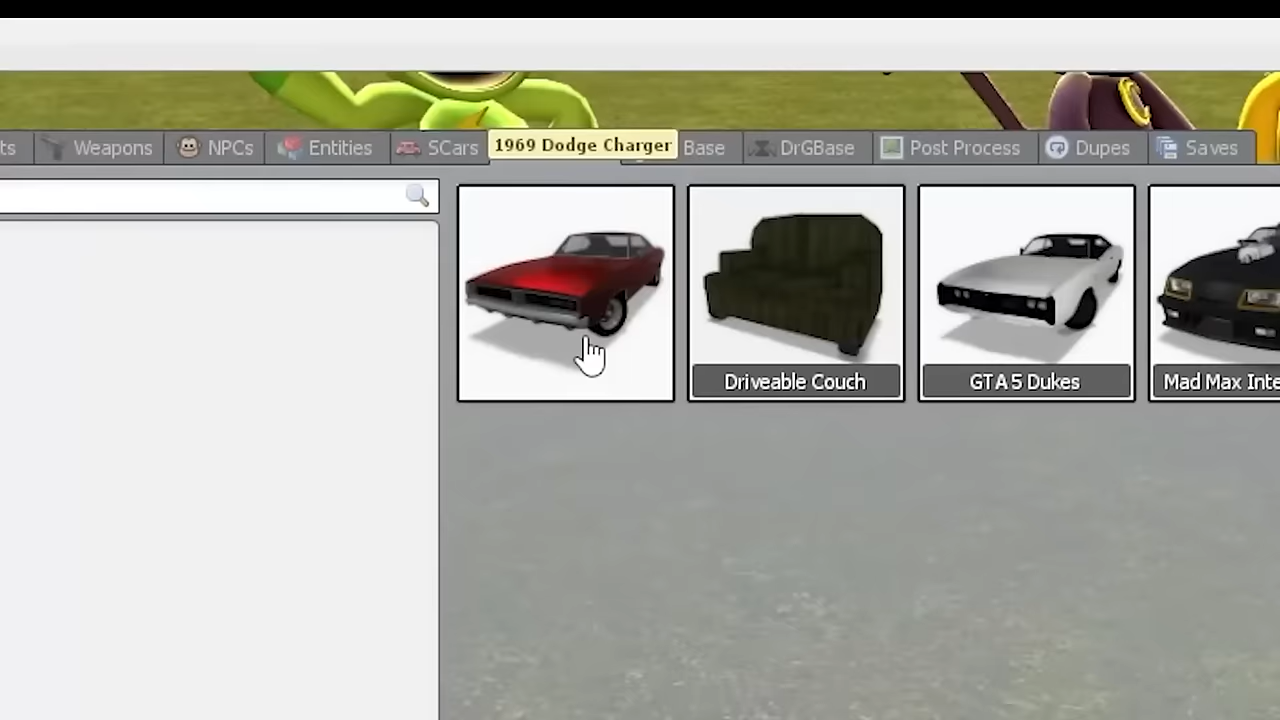 ts Weapons NPCs Entities SCars 1969 Dodge Charger Base DrGBase Post Process Dupes Saves
Driveable Couch GTA 5 Dukes Mad Max Inte